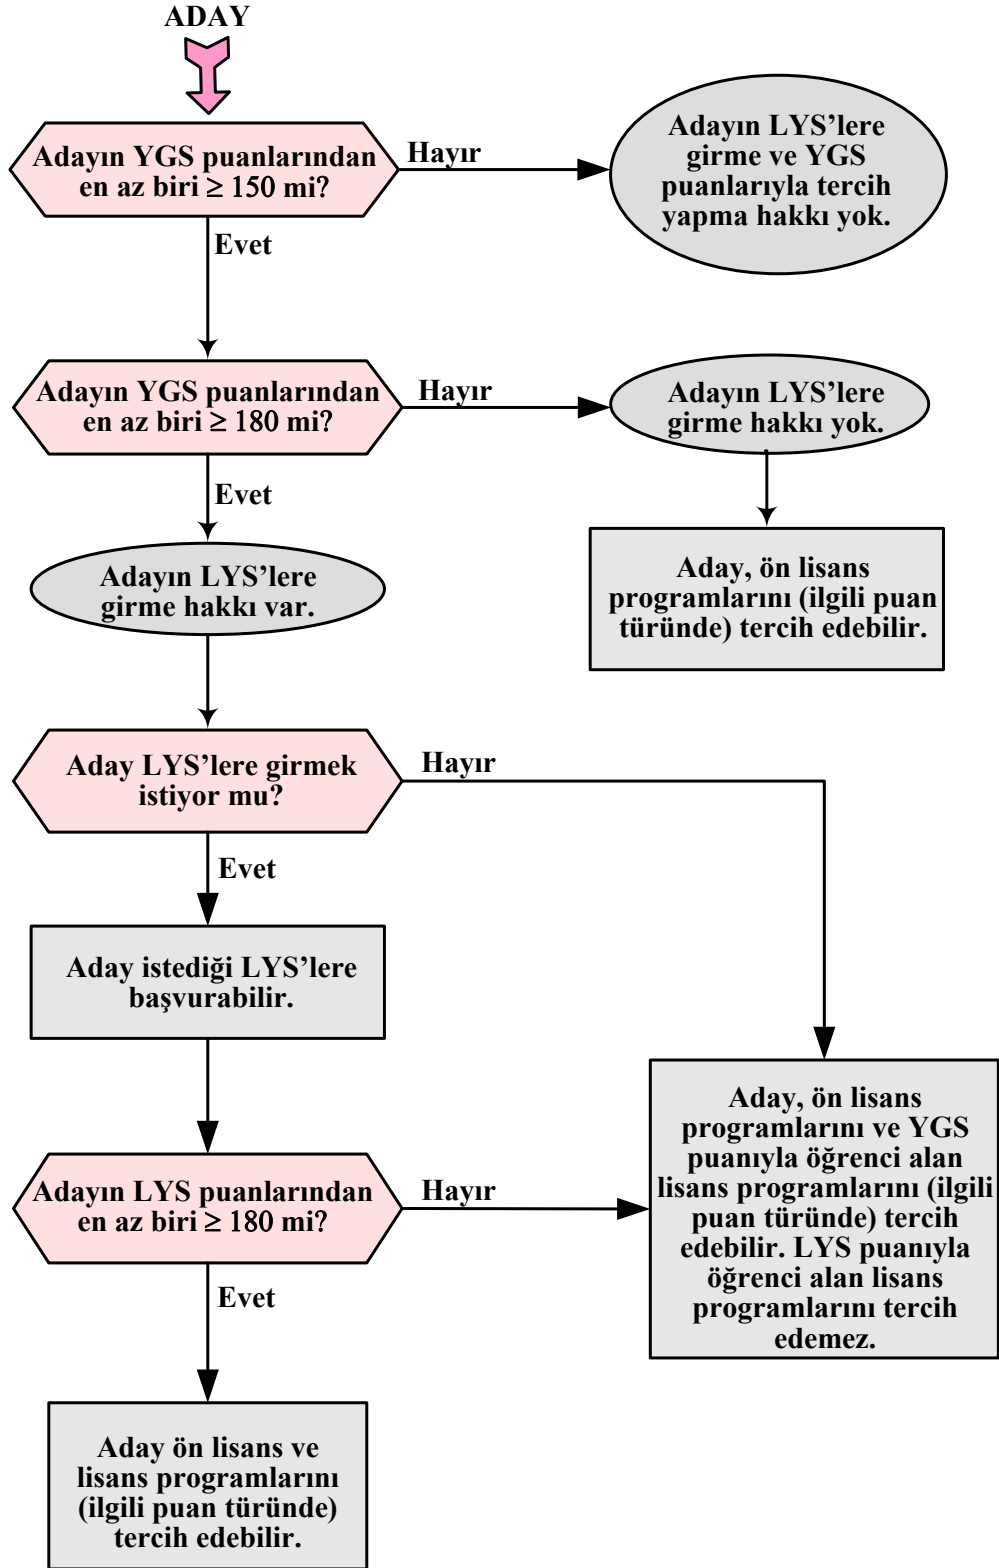 ADAY
Adayın YGS puanlarından
en az biri ≥ 150 mi?
Hayır
Adayın LYS’lere
girme ve YGS
puanlarıyla tercih
yapma hakkı yok.
Evet
Adayın YGS puanlarından
en az biri ≥ 180 mi?
Hayır
Adayın LYS’lere
girme hakkı yok.
Evet
Aday, ön lisans
programlarını (ilgili puan
türünde) tercih edebilir.
Adayın LYS’lere
girme hakkı var.
Aday LYS’lere girmek
istiyor mu?
Hayır
Evet
Aday istediği LYS’lere
başvurabilir.
Adayın LYS puanlarından
en az biri ≥ 180 mi?
Hayır
Aday, ön lisans
programlarını ve YGS
puanıyla öğrenci alan
lisans programlarını (ilgili
puan türünde) tercih
edebilir. LYS puanıyla
öğrenci alan lisans
programlarını tercih
edemez.
Evet
Aday ön lisans ve
lisans programlarını
(ilgili puan türünde)
tercih edebilir.